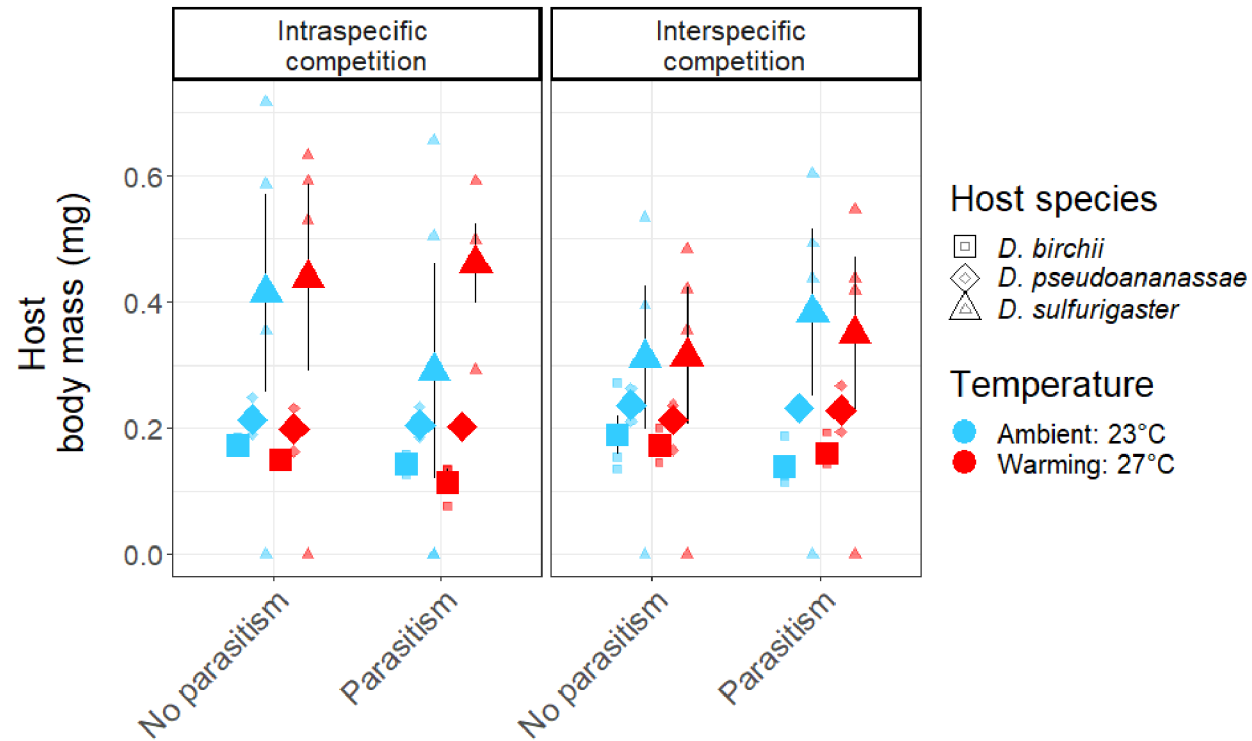 Intraspecific
competition
Interspecific
competition
Host
body mass (mg)
0.6
0.4
0.2
0.0
No parasitism
Parasitism
No parasitism
Parasitism
Host species
D. birchii
D. pseudoananassae
D. sulfurigaster
Temperature
Ambient: 23°C
Warming: 27°C